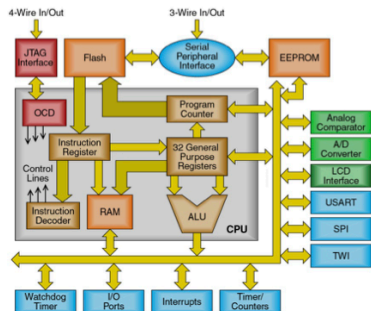 4-Wire In/Out
3-Wire In/Out
JTAG
Interface
Flash
Serial
Peripheral
Interface
EEPROM
OCD
Program
Counter
Instruction
Register
32 General
Purpose
Registers
Control
Lines
Instruction
Decoder
RAM
ALU
CPU
Analog
Comparator
A/D
Converter
LCD
Interface
USART
SPI
TWI
Watchdog
Timer
I/O
Ports
Interrupts
Timer/
Counters